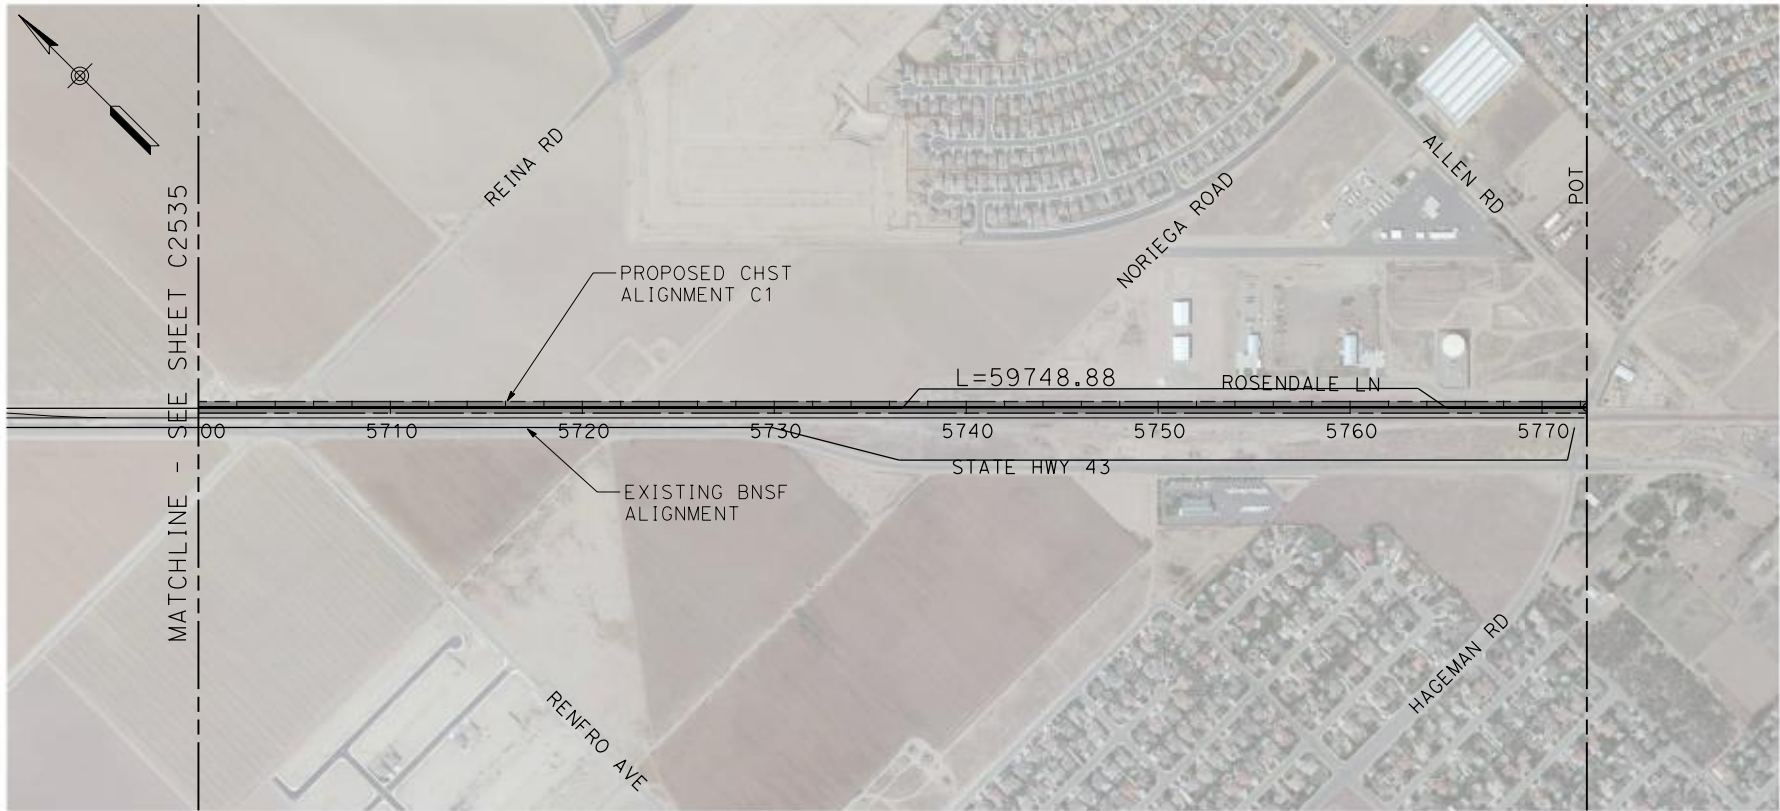 MATCHLINE - SEE SHEET C2535
REINA RD
PROPOSED CHST
ALIGNMENT C1
NORIEGA ROAD
ALLEN RD
POT
L=59748.88
ROSENDALE LN
00
5710
5720
5730
5740
5750
5760
5770
STATE HWY 43
EXISTING BNSF
ALIGNMENT
RENFRO AVE
HAGEMAN RD